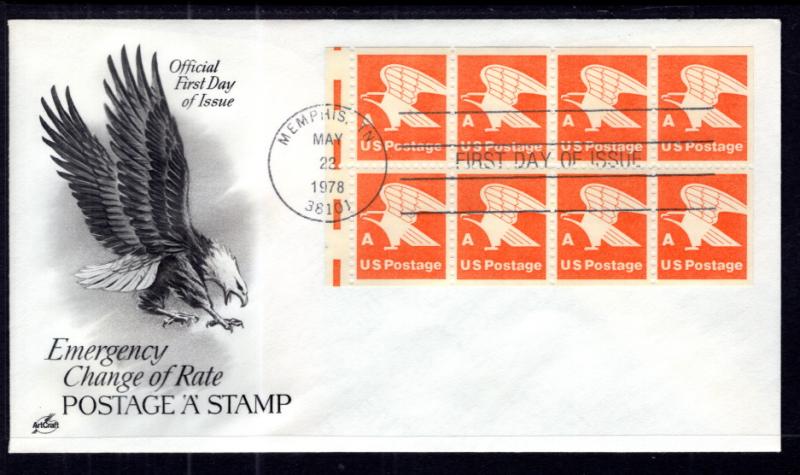 Official
First Day
of Issue
MEMPHIS, TN
MAY
22
1978
38101
FIRST DAY OF ISSUE
A
US Postage
A
US Postage
A
US Postage
A
US Postage
A
US Postage
A
US Postage
A
US Postage
A
US Postage
Emergency
Change of Rate
POSTAGE 'A' STAMP
ArtCraft